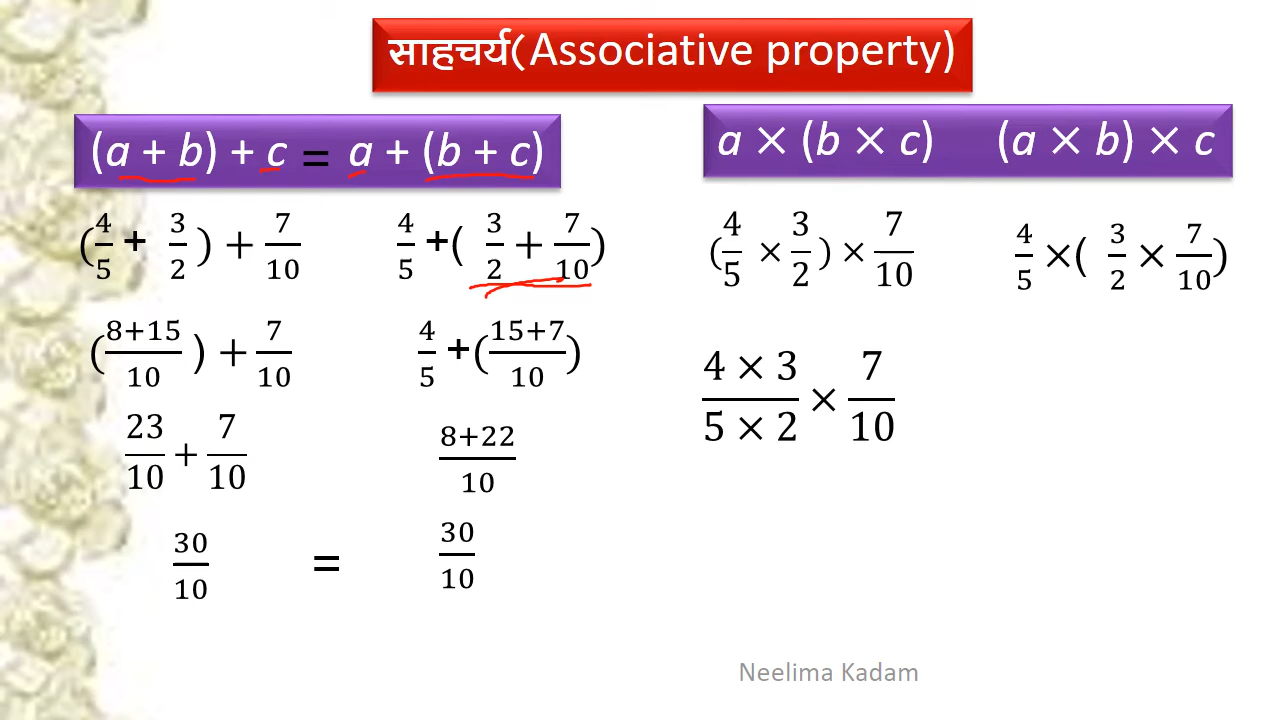 साहचर्य(Associative property)
(a + b) + c = a + (b + c)
(4/5 + 3/2) + 7/10    4/5 +( 3/2 + 7/10)
((8+15)/10) + 7/10    4/5 +((15+7)/10)
23/10 + 7/10    (8+22)/10
30/10 = 30/10
a × (b × c)    (a × b) × c
(4/5 × 3/2) × 7/10    4/5 ×( 3/2 × 7/10)
(4 × 3)/(5 × 2) × 7/10
Neelima Kadam